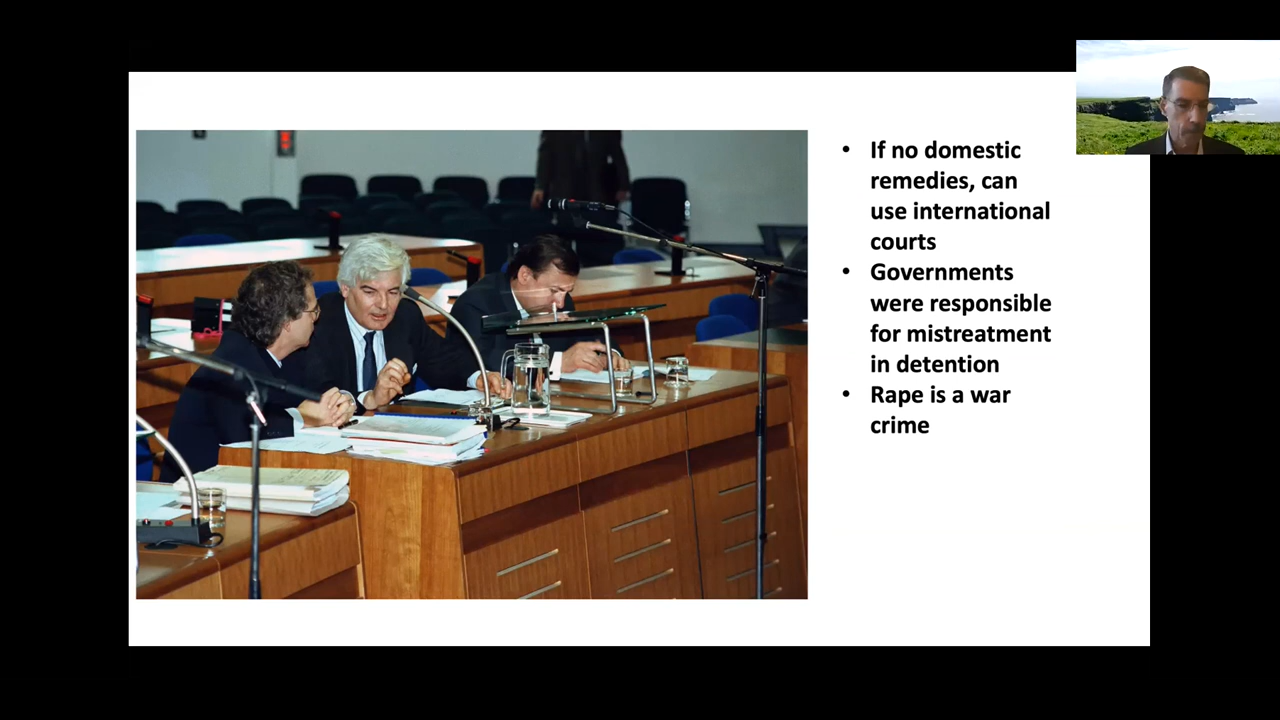 • If no domestic
remedies, can
use international
courts
• Governments
were responsible
for mistreatment
in detention
• Rape is a war
crime